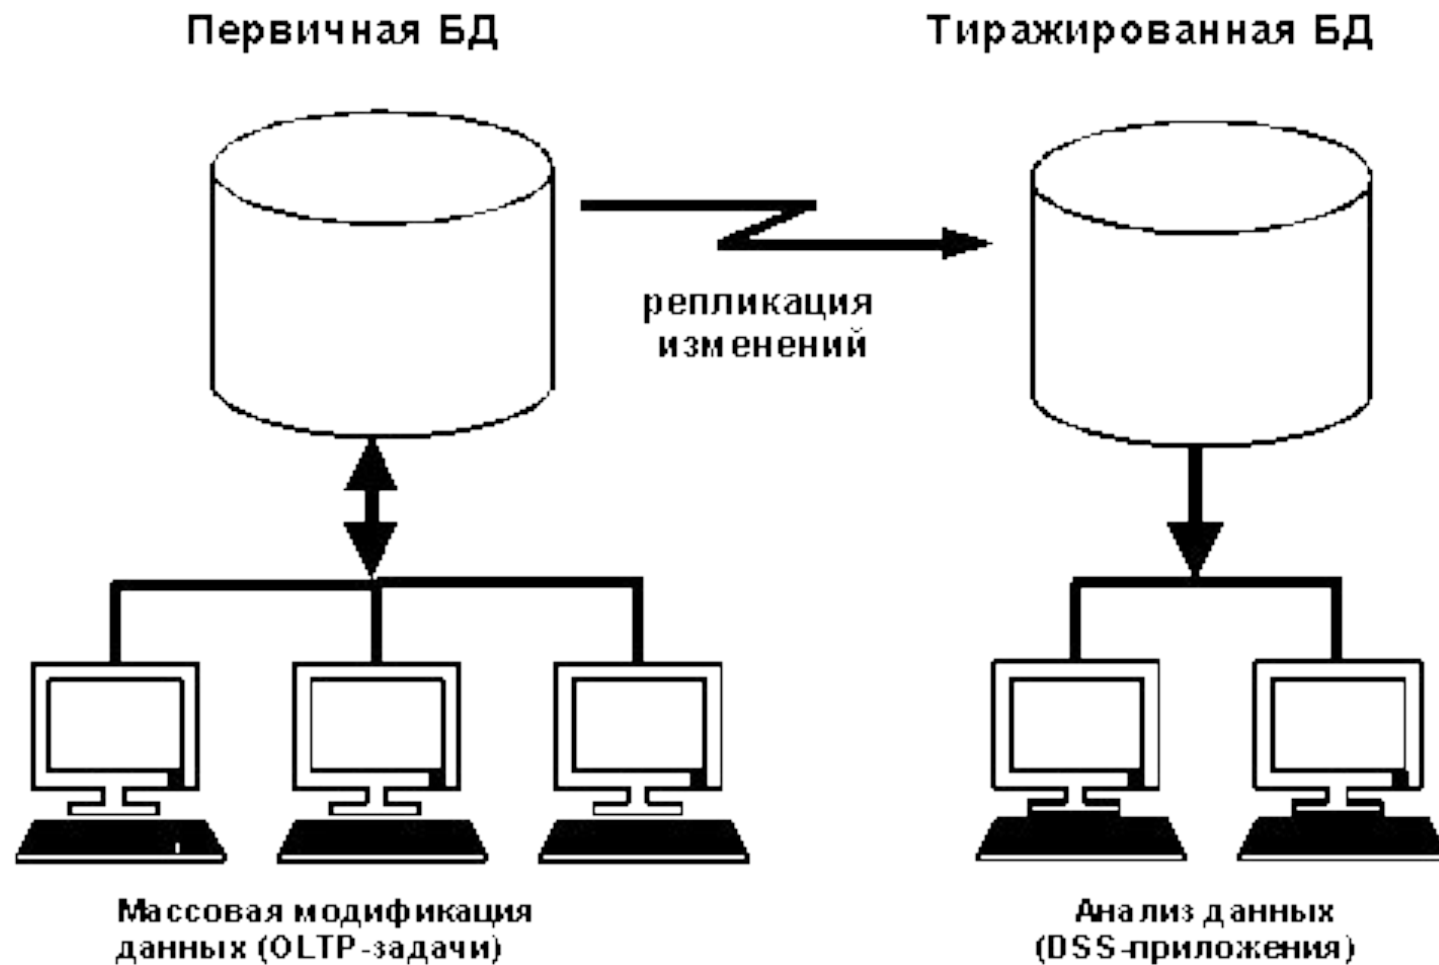 Первичная БД
Тиражированная БД
репликация
изменений
Массовая модификация
данных (OLTP-задачи)
Анализ данных
(DSS-приложения)